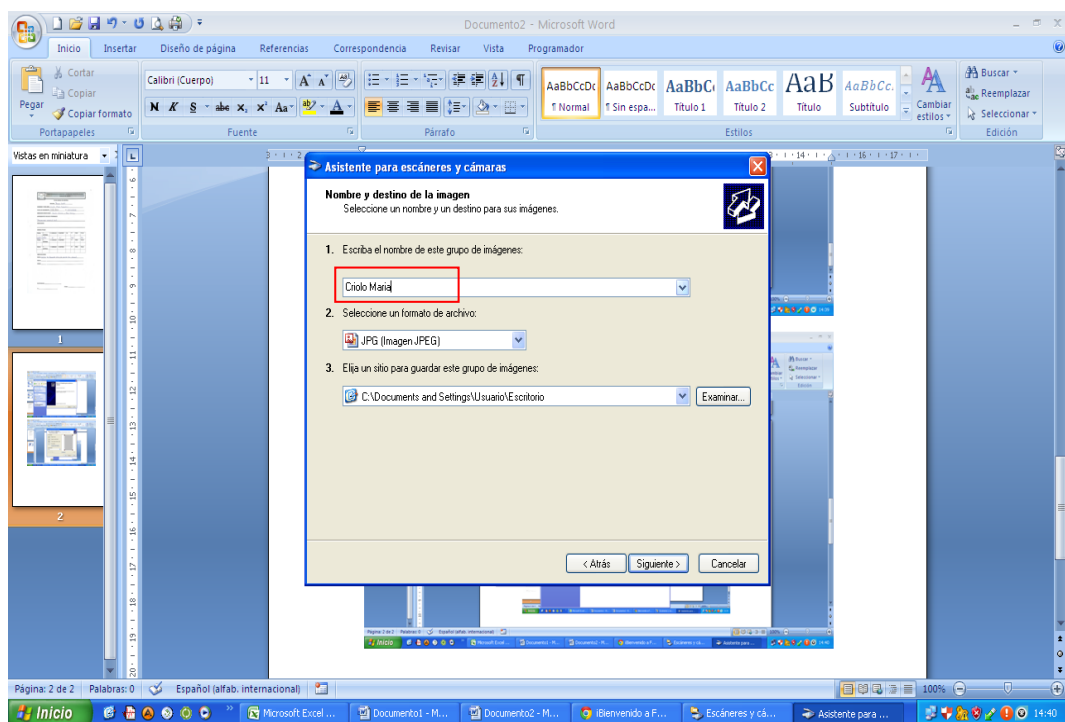 Documento2 - Microsoft Word
Inicio Insertar Diseño de página Referencias Correspondencia Revisar Vista Programador
Pegar
Cortar
Copiar
Copiar formato
Portapapeles
Calibri (Cuerpo) 11
N K S abc x₂ x² Aa
Fuente
Párrafo
AaBbCcDc AaBbCcDc AaBbC AaBbCc AaB AaBbCc.
¶ Normal ¶ Sin espa... Título 1 Título 2 Título Subtítulo
Cambiar estilos
Estilos
Buscar
Reemplazar
Seleccionar
Edición
Vistas en miniatura
1
2
Asistente para escáneres y cámaras
Nombre y destino de la imagen
Seleccione un nombre y un destino para sus imágenes.
1. Escriba el nombre de este grupo de imágenes:
Criolo Maria
2. Seleccione un formato de archivo:
JPG (Imagen JPEG)
3. Elija un sitio para guardar este grupo de imágenes:
C:\Documents and Settings\Usuario\Escritorio
Examinar...
< Atrás Siguiente > Cancelar
Página: 2 de 2 Palabras: 0 Español (alfab. internacional) 100%
Inicio Microsoft Excel ... Documento1 - M... Documento2 - M... ¡Bienvenido a F... Escáneres y cá... Asistente para ... 14:40